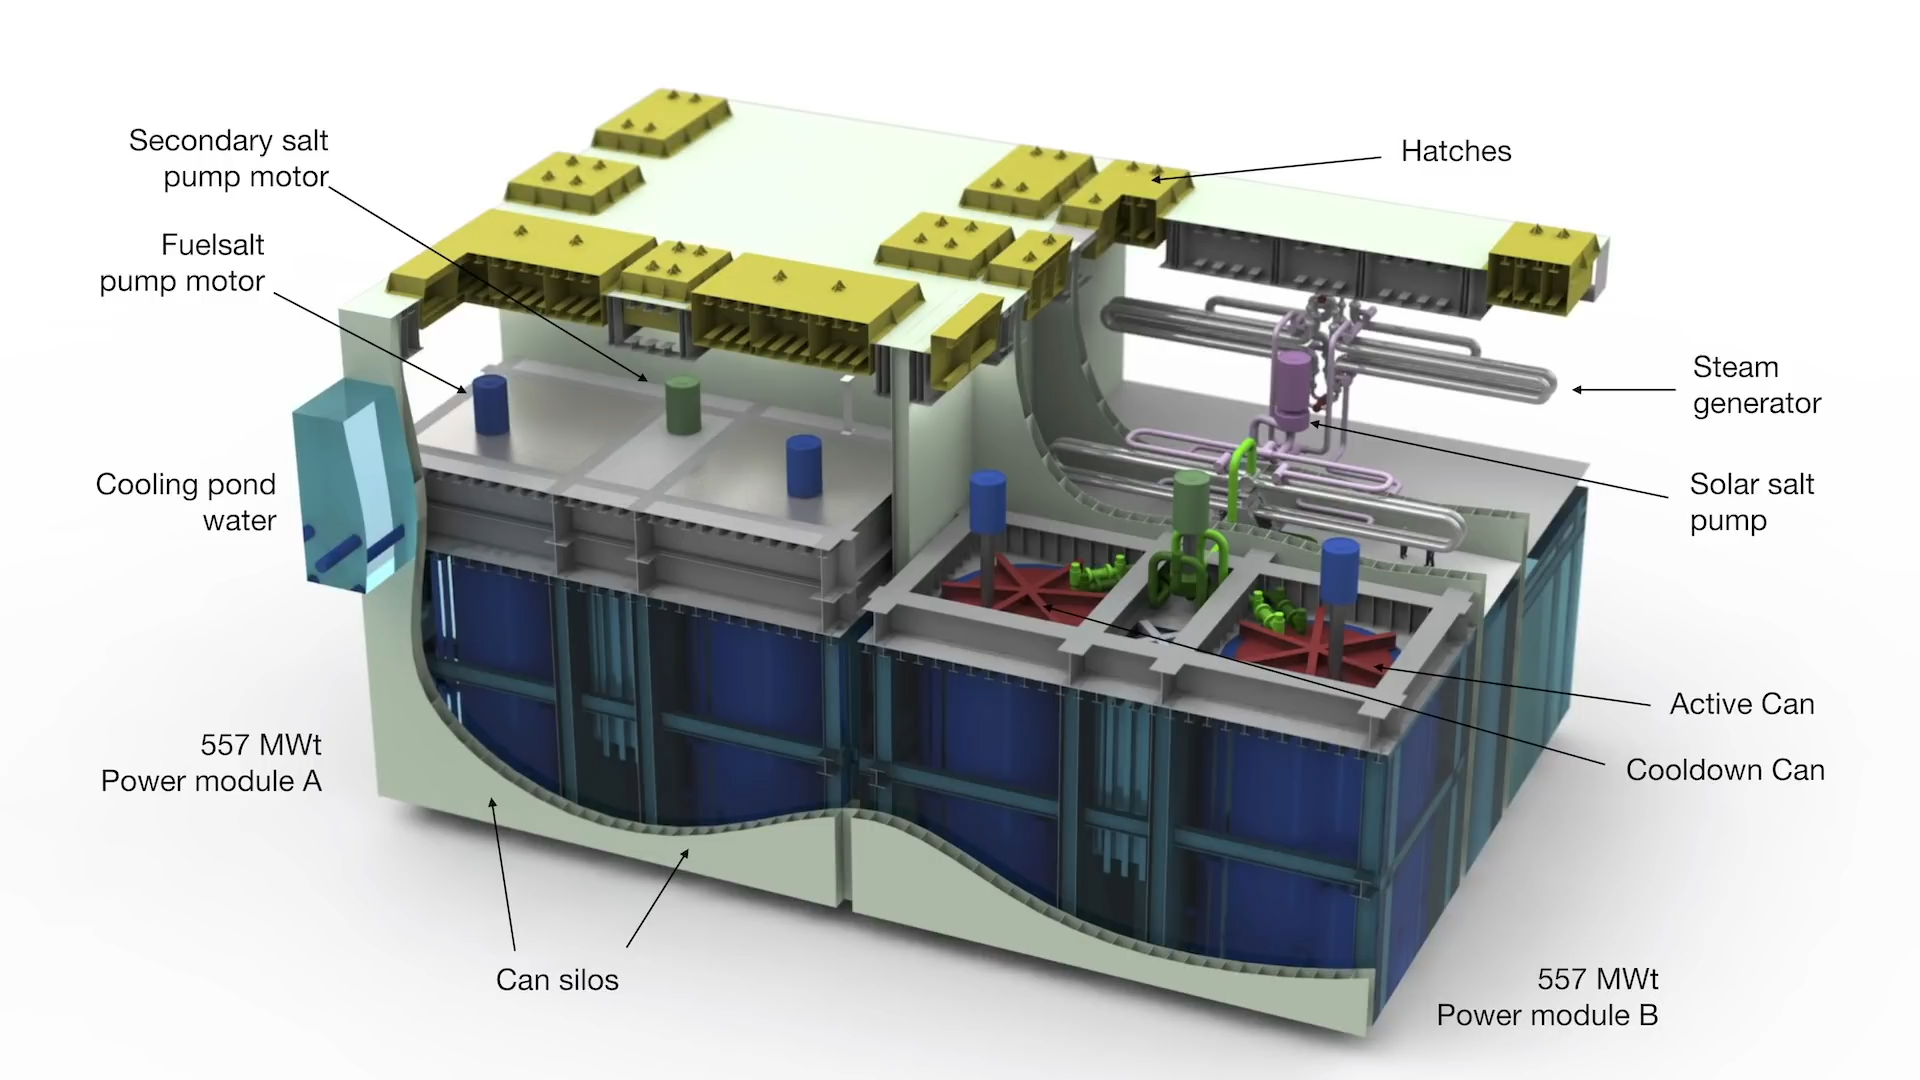 Secondary salt
pump motor
Fuelsalt
pump motor
Cooling pond
water
557 MWt
Power module A
Can silos
Hatches
Steam
generator
Solar salt
pump
Active Can
Cooldown Can
557 MWt
Power module B